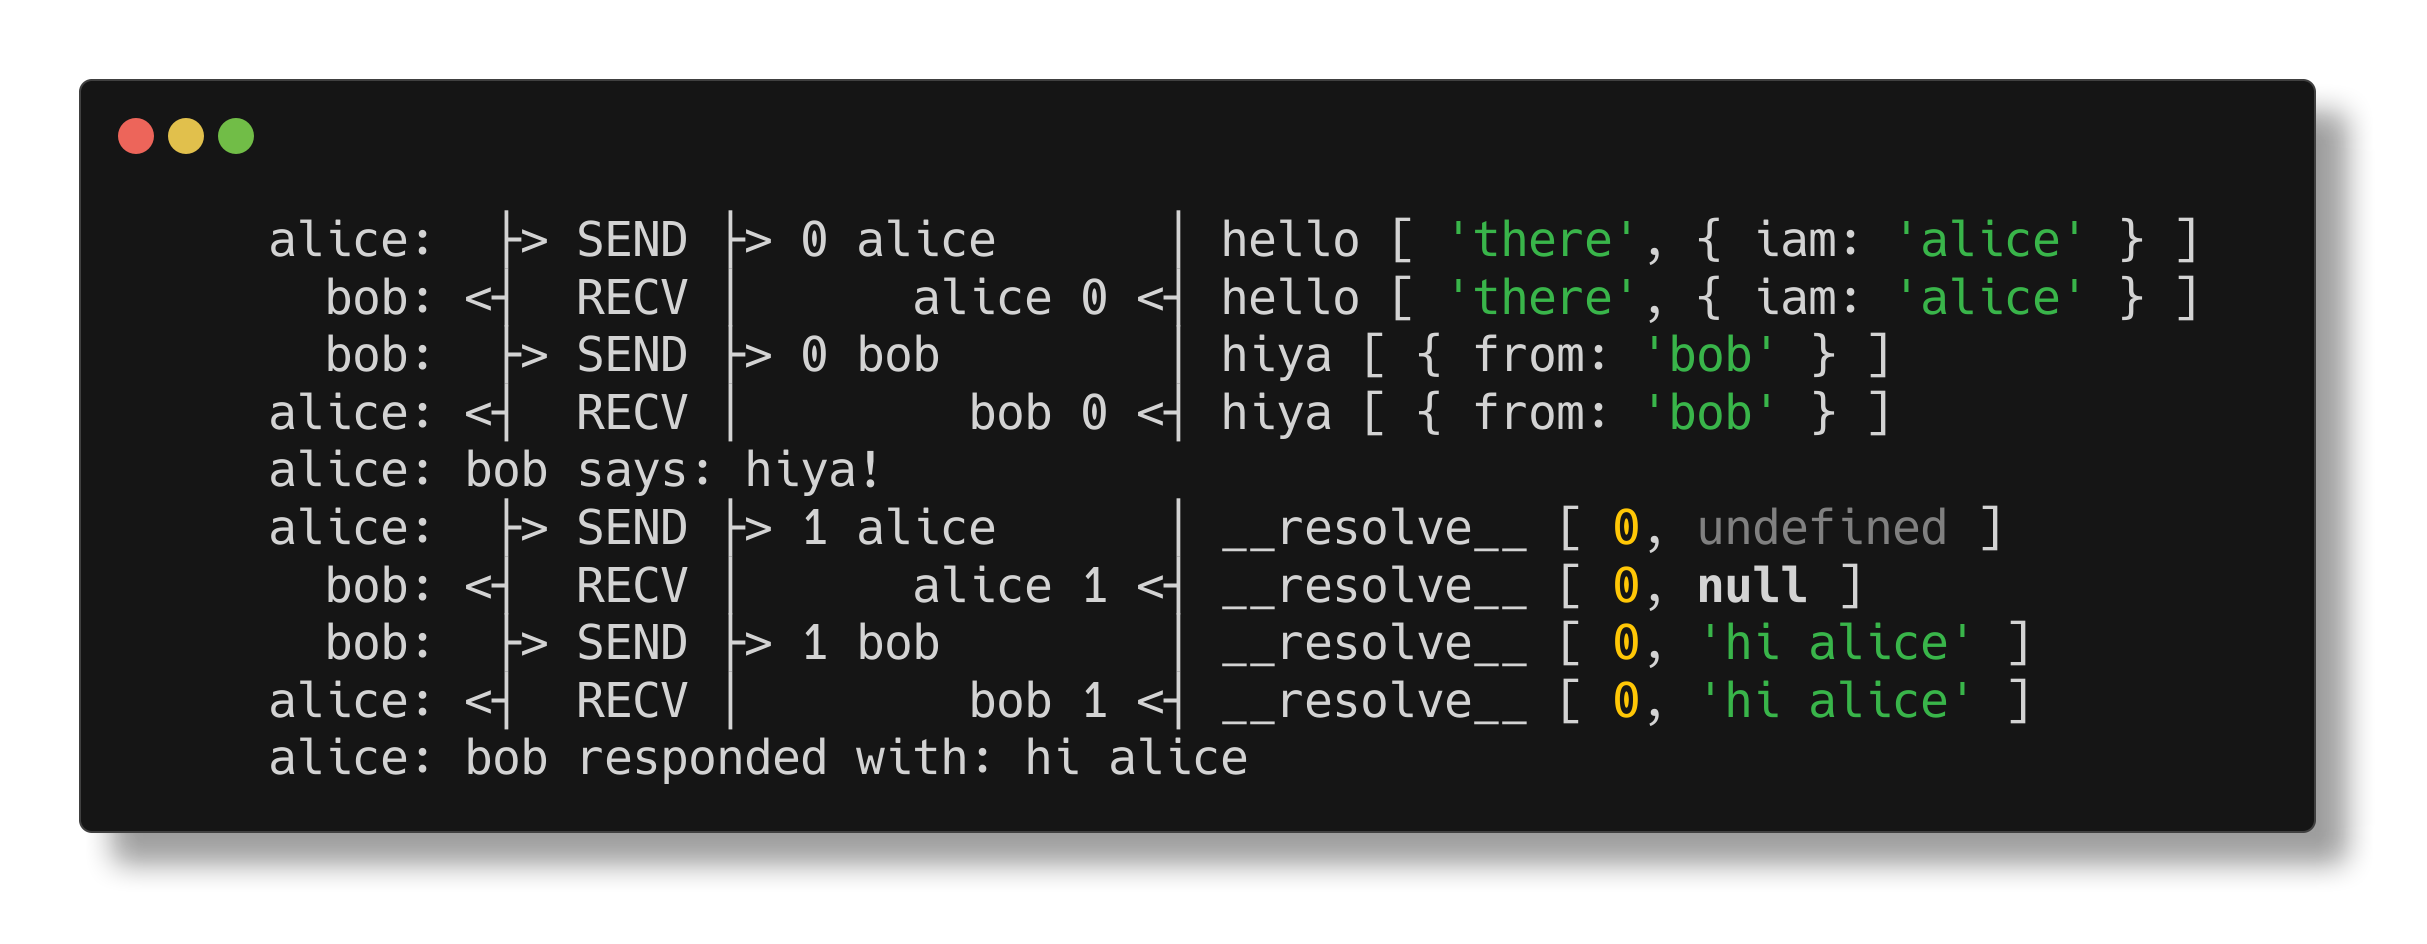 alice:  ├> SEND ├> 0 alice      │ hello [ 'there', { iam: 'alice' } ]
  bob: <┤  RECV │      alice 0 <┤ hello [ 'there', { iam: 'alice' } ]
  bob:  ├> SEND ├> 0 bob        │ hiya [ { from: 'bob' } ]
alice: <┤  RECV │        bob 0 <┤ hiya [ { from: 'bob' } ]
alice: bob says: hiya!
alice:  ├> SEND ├> 1 alice      │ __resolve__ [ 0, undefined ]
  bob: <┤  RECV │      alice 1 <┤ __resolve__ [ 0, null ]
  bob:  ├> SEND ├> 1 bob        │ __resolve__ [ 0, 'hi alice' ]
alice: <┤  RECV │        bob 1 <┤ __resolve__ [ 0, 'hi alice' ]
alice: bob responded with: hi alice